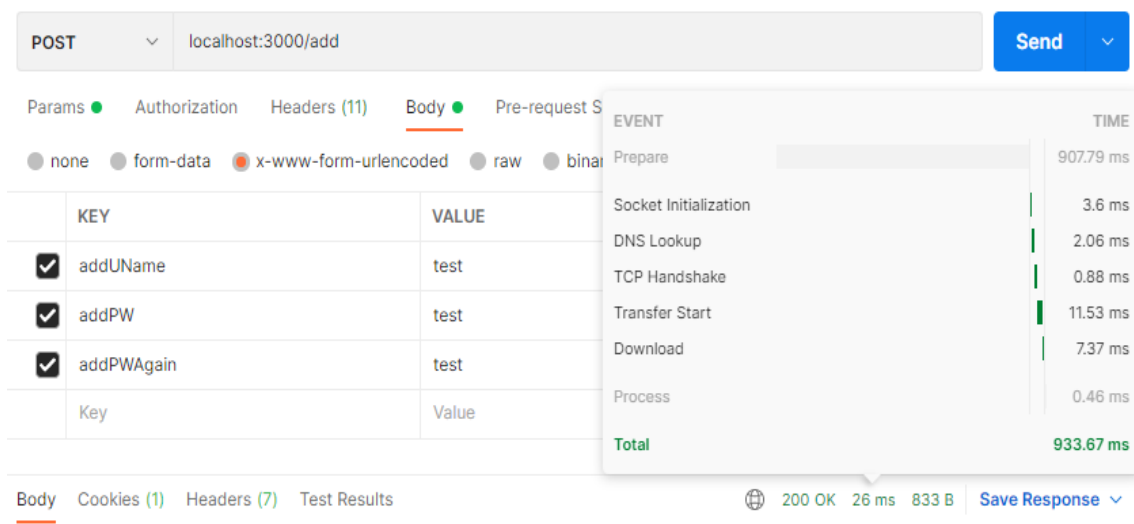 POST localhost:3000/add Send
Params Authorization Headers (11) Body Pre-request S
none form-data x-www-form-urlencoded raw binar
KEY VALUE
addUName test
addPW test
addPWAgain test
Key Value
EVENT TIME
Prepare 907.79 ms
Socket Initialization 3.6 ms
DNS Lookup 2.06 ms
TCP Handshake 0.88 ms
Transfer Start 11.53 ms
Download 7.37 ms
Process 0.46 ms
Total 933.67 ms
Body Cookies (1) Headers (7) Test Results 200 OK 26 ms 833 B Save Response